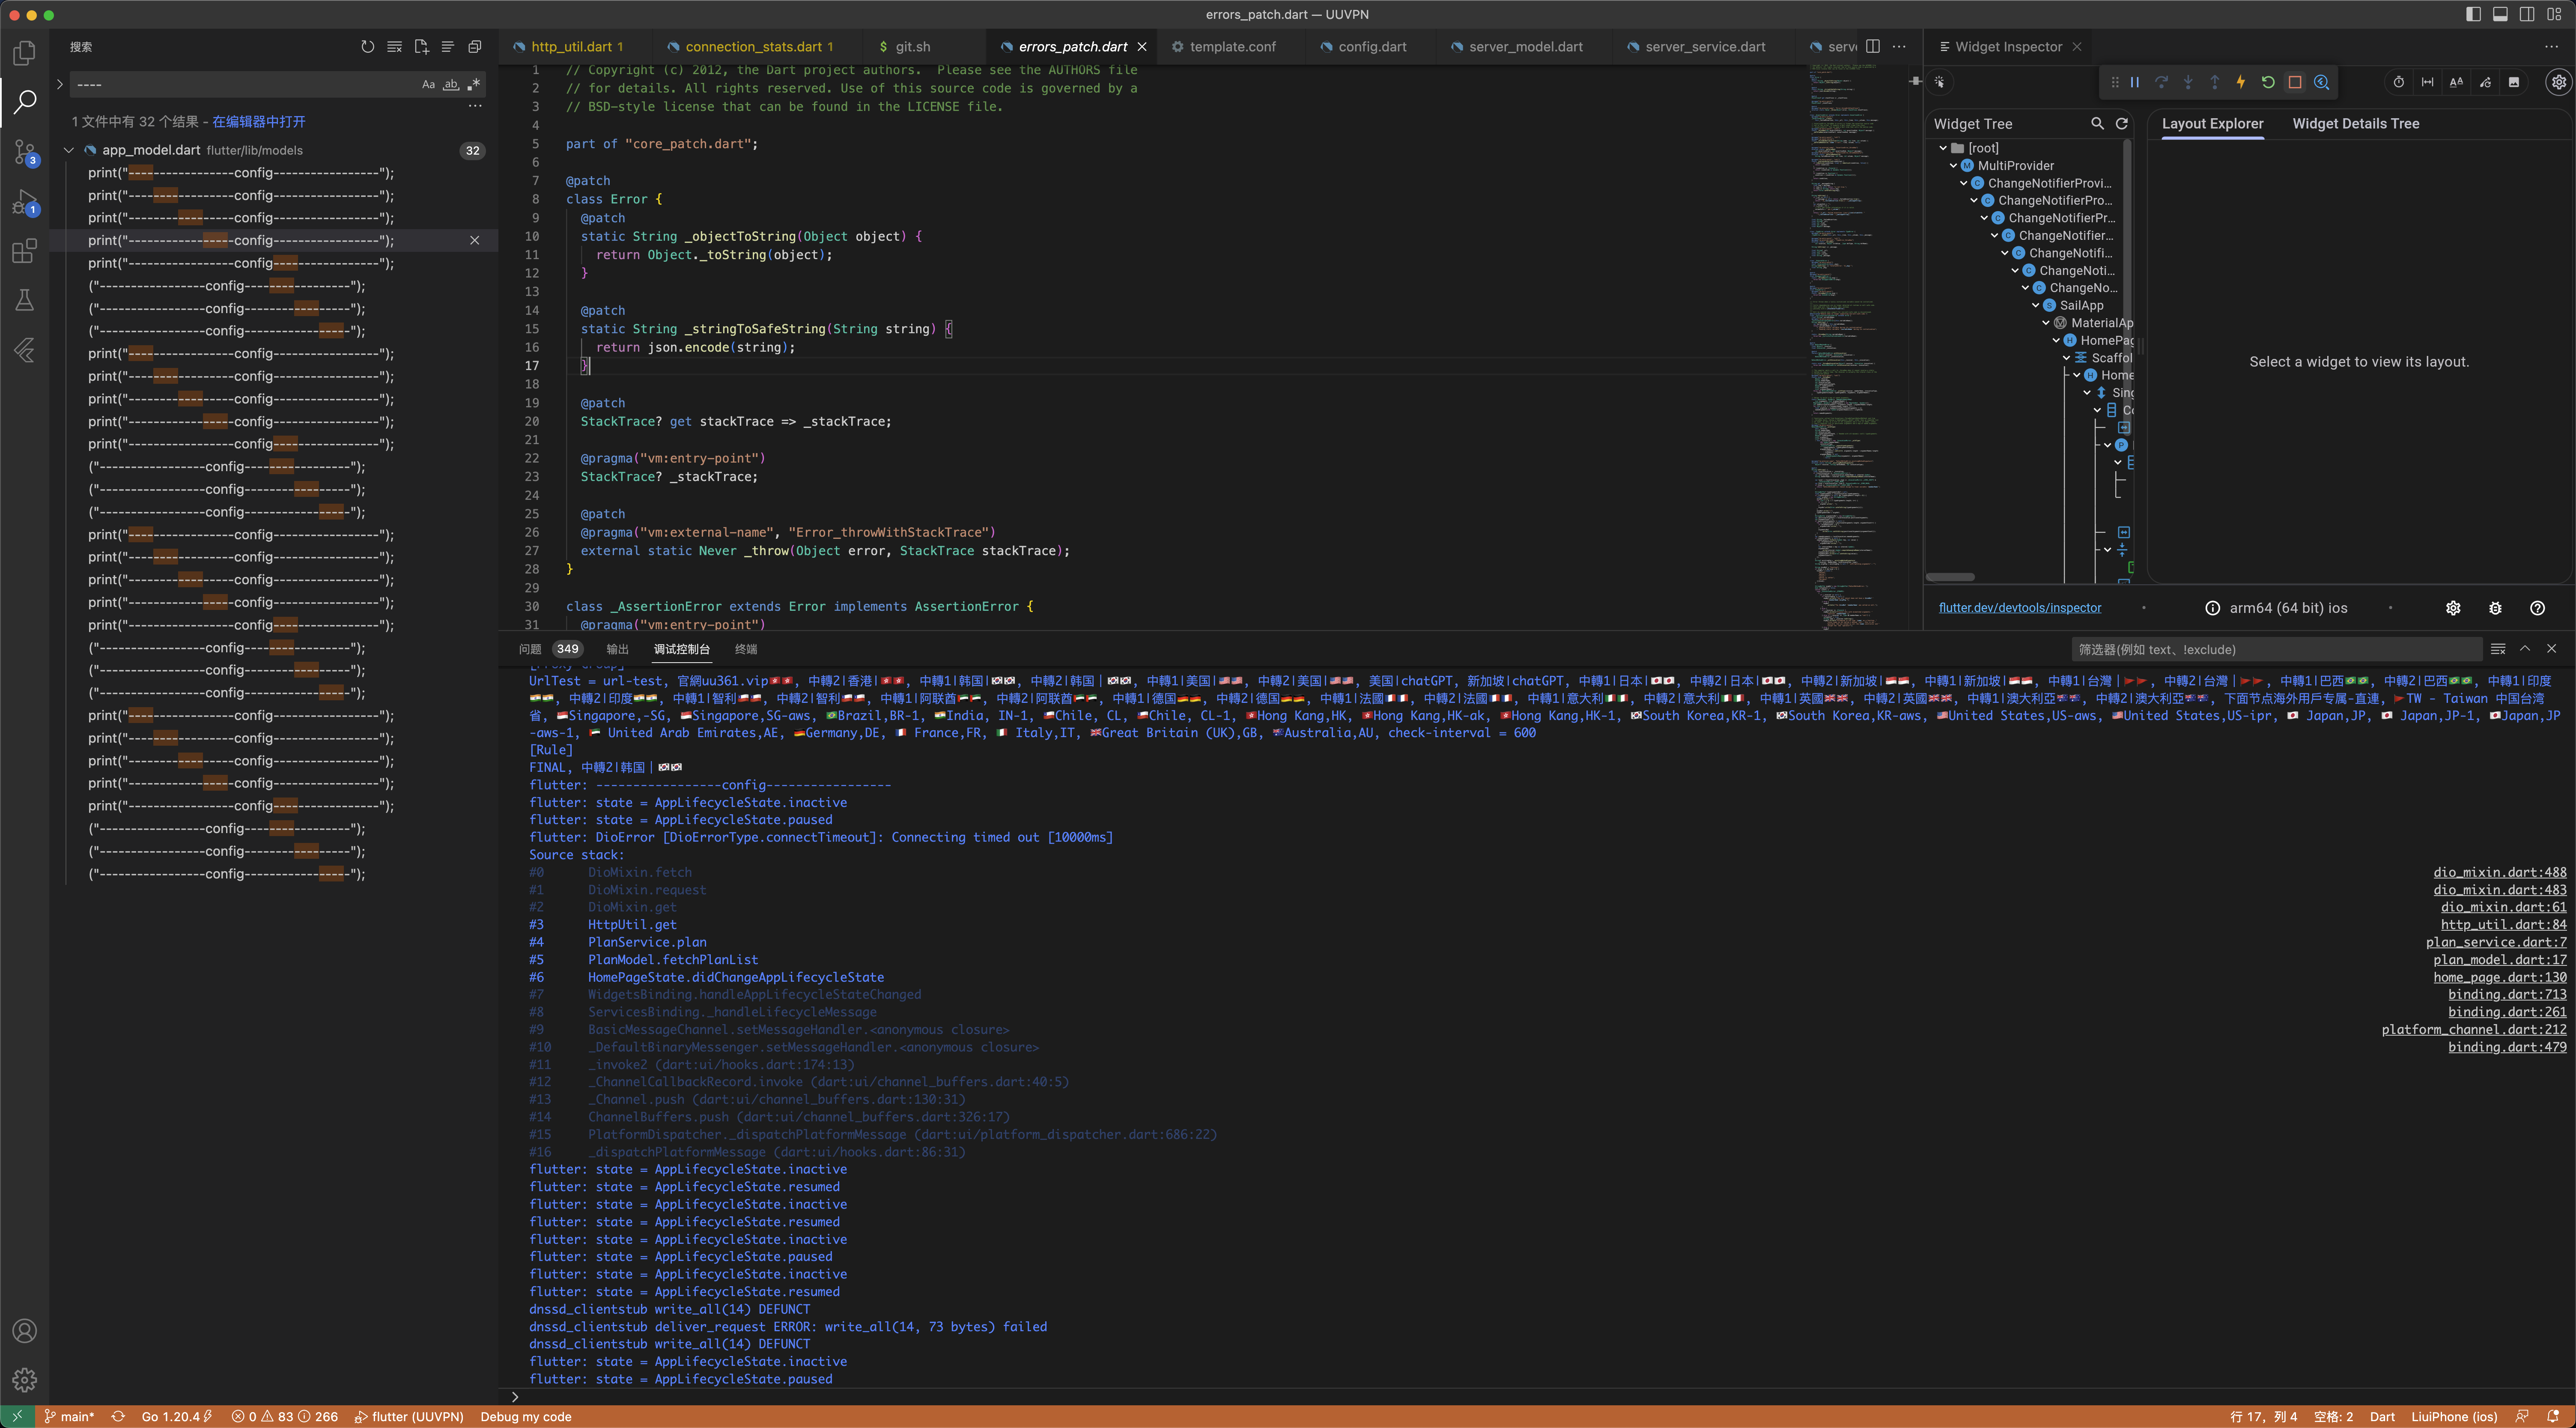 errors_patch.dart — UUVPN
搜索
----
Aa
ab
1 文件中有 32 个结果 - 在编辑器中打开
app_model.dart flutter/lib/models
32
print("-----------------config-----------------");
print("-----------------config-----------------");
print("-----------------config-----------------");
print("-----------------config-----------------");
print("-----------------config-----------------");
("-----------------config-----------------");
("-----------------config-----------------");
("-----------------config-----------------");
print("-----------------config-----------------");
print("-----------------config-----------------");
print("-----------------config-----------------");
print("-----------------config-----------------");
print("-----------------config-----------------");
("-----------------config-----------------");
("-----------------config-----------------");
("-----------------config-----------------");
print("-----------------config-----------------");
print("-----------------config-----------------");
print("-----------------config-----------------");
print("-----------------config-----------------");
print("-----------------config-----------------");
("-----------------config-----------------");
("-----------------config-----------------");
("-----------------config-----------------");
print("-----------------config-----------------");
print("-----------------config-----------------");
print("-----------------config-----------------");
print("-----------------config-----------------");
print("-----------------config-----------------");
("-----------------config-----------------");
("-----------------config-----------------");
("-----------------config-----------------");
3
1
http_util.dart 1
connection_stats.dart 1
$ git.sh
errors_patch.dart
template.conf
config.dart
server_model.dart
server_service.dart
serv
1 // Copyright (c) 2012, the Dart project authors.  Please see the AUTHORS file
2 // for details. All rights reserved. Use of this source code is governed by a
3 // BSD-style license that can be found in the LICENSE file.
4
5 part of "core_patch.dart";
6
7 @patch
8 class Error {
9 @patch
10 static String _objectToString(Object object) {
11 return Object._toString(object);
12 }
13
14 @patch
15 static String _stringToSafeString(String string) {
16 return json.encode(string);
17 }
18
19 @patch
20 StackTrace? get stackTrace => _stackTrace;
21
22 @pragma("vm:entry-point")
23 StackTrace? _stackTrace;
24
25 @patch
26 @pragma("vm:external-name", "Error_throwWithStackTrace")
27 external static Never _throw(Object error, StackTrace stackTrace);
28 }
29
30 class _AssertionError extends Error implements AssertionError {
31 @pragma("vm:entry-point")
Widget Inspector
Widget Tree
Layout Explorer
Widget Details Tree
[root]
MultiProvider
ChangeNotifierProvi...
ChangeNotifierPro...
ChangeNotifierPr...
ChangeNotifier...
ChangeNotifi...
ChangeNoti...
ChangeNo...
SailApp
MaterialAp
HomePag
Scaffol
Home
Sing
Co
Select a widget to view its layout.
flutter.dev/devtools/inspector
arm64 (64 bit) ios
问题 349
输出
调试控制台
终端
筛选器(例如 text、!exclude)
[Proxy Group]
UrlTest = url-test, 官網uu361.vip🇭🇰🇭🇰, 中轉2|香港|🇭🇰🇭🇰, 中轉1|韩国|🇰🇷🇰🇷, 中轉2|韩国|🇰🇷🇰🇷, 中轉1|美国|🇺🇸🇺🇸, 中轉2|美国|🇺🇸🇺🇸, 美国|chatGPT, 新加坡|chatGPT, 中轉1|日本|🇯🇵🇯🇵, 中轉2|日本|🇯🇵🇯🇵, 中轉2|新加坡|🇸🇬🇸🇬, 中轉1|新加坡|🇸🇬🇸🇬, 中轉1|台灣|🚩🚩, 中轉2|台灣|🚩🚩, 中轉1|巴西🇧🇷🇧🇷, 中轉2|巴西🇧🇷🇧🇷, 中轉1|印度
🇮🇳🇮🇳, 中轉2|印度🇮🇳🇮🇳, 中轉1|智利🇨🇱🇨🇱, 中轉2|智利🇨🇱🇨🇱, 中轉1|阿联酋🇦🇪🇦🇪, 中轉2|阿联酋🇦🇪🇦🇪, 中轉1|德国🇩🇪🇩🇪, 中轉2|德国🇩🇪🇩🇪, 中轉1|法國🇫🇷🇫🇷, 中轉2|法國🇫🇷🇫🇷, 中轉1|意大利🇮🇹🇮🇹, 中轉2|意大利🇮🇹🇮🇹, 中轉1|英國🇬🇧🇬🇧, 中轉2|英國🇬🇧🇬🇧, 中轉1|澳大利亞🇦🇺🇦🇺, 中轉2|澳大利亞🇦🇺🇦🇺, 下面节点海外用戶专属-直連, 🚩TW - Taiwan 中国台湾
省, 🇸🇬Singapore,-SG, 🇸🇬Singapore,SG-aws, 🇧🇷Brazil,BR-1, 🇮🇳India, IN-1, 🇨🇱Chile, CL, 🇨🇱Chile, CL-1, 🇭🇰Hong Kang,HK, 🇭🇰Hong Kang,HK-ak, 🇭🇰Hong Kang,HK-1, 🇰🇷South Korea,KR-1, 🇰🇷South Korea,KR-aws, 🇺🇸United States,US-aws, 🇺🇸United States,US-ipr, 🇯🇵 Japan,JP, 🇯🇵 Japan,JP-1, 🇯🇵Japan,JP
-aws-1, 🇦🇪 United Arab Emirates,AE, 🇩🇪Germany,DE, 🇫🇷 France,FR, 🇮🇹 Italy,IT, 🇬🇧Great Britain (UK),GB, 🇦🇺Australia,AU, check-interval = 600
[Rule]
FINAL, 中轉2|韩国|🇰🇷🇰🇷
flutter: -----------------config-----------------
flutter: state = AppLifecycleState.inactive
flutter: state = AppLifecycleState.paused
flutter: DioError [DioErrorType.connectTimeout]: Connecting timed out [10000ms]
Source stack:
#0 DioMixin.fetch dio_mixin.dart:488
#1 DioMixin.request dio_mixin.dart:483
#2 DioMixin.get dio_mixin.dart:61
#3 HttpUtil.get http_util.dart:84
#4 PlanService.plan plan_service.dart:7
#5 PlanModel.fetchPlanList plan_model.dart:17
#6 HomePageState.didChangeAppLifecycleState home_page.dart:130
#7 WidgetsBinding.handleAppLifecycleStateChanged binding.dart:713
#8 ServicesBinding._handleLifecycleMessage binding.dart:261
#9 BasicMessageChannel.setMessageHandler.<anonymous closure> platform_channel.dart:212
#10 _DefaultBinaryMessenger.setMessageHandler.<anonymous closure> binding.dart:479
#11 _invoke2 (dart:ui/hooks.dart:174:13)
#12 _ChannelCallbackRecord.invoke (dart:ui/channel_buffers.dart:40:5)
#13 _Channel.push (dart:ui/channel_buffers.dart:130:31)
#14 ChannelBuffers.push (dart:ui/channel_buffers.dart:326:17)
#15 PlatformDispatcher._dispatchPlatformMessage (dart:ui/platform_dispatcher.dart:686:22)
#16 _dispatchPlatformMessage (dart:ui/hooks.dart:86:31)
flutter: state = AppLifecycleState.inactive
flutter: state = AppLifecycleState.resumed
flutter: state = AppLifecycleState.inactive
flutter: state = AppLifecycleState.resumed
flutter: state = AppLifecycleState.inactive
flutter: state = AppLifecycleState.paused
flutter: state = AppLifecycleState.inactive
flutter: state = AppLifecycleState.resumed
dnssd_clientstub write_all(14) DEFUNCT
dnssd_clientstub deliver_request ERROR: write_all(14, 73 bytes) failed
dnssd_clientstub write_all(14) DEFUNCT
flutter: state = AppLifecycleState.inactive
flutter: state = AppLifecycleState.paused
main*
Go 1.20.4
0 83 266
flutter (UUVPN)
Debug my code
行 17，列 4
空格: 2
Dart
LiuiPhone (ios)